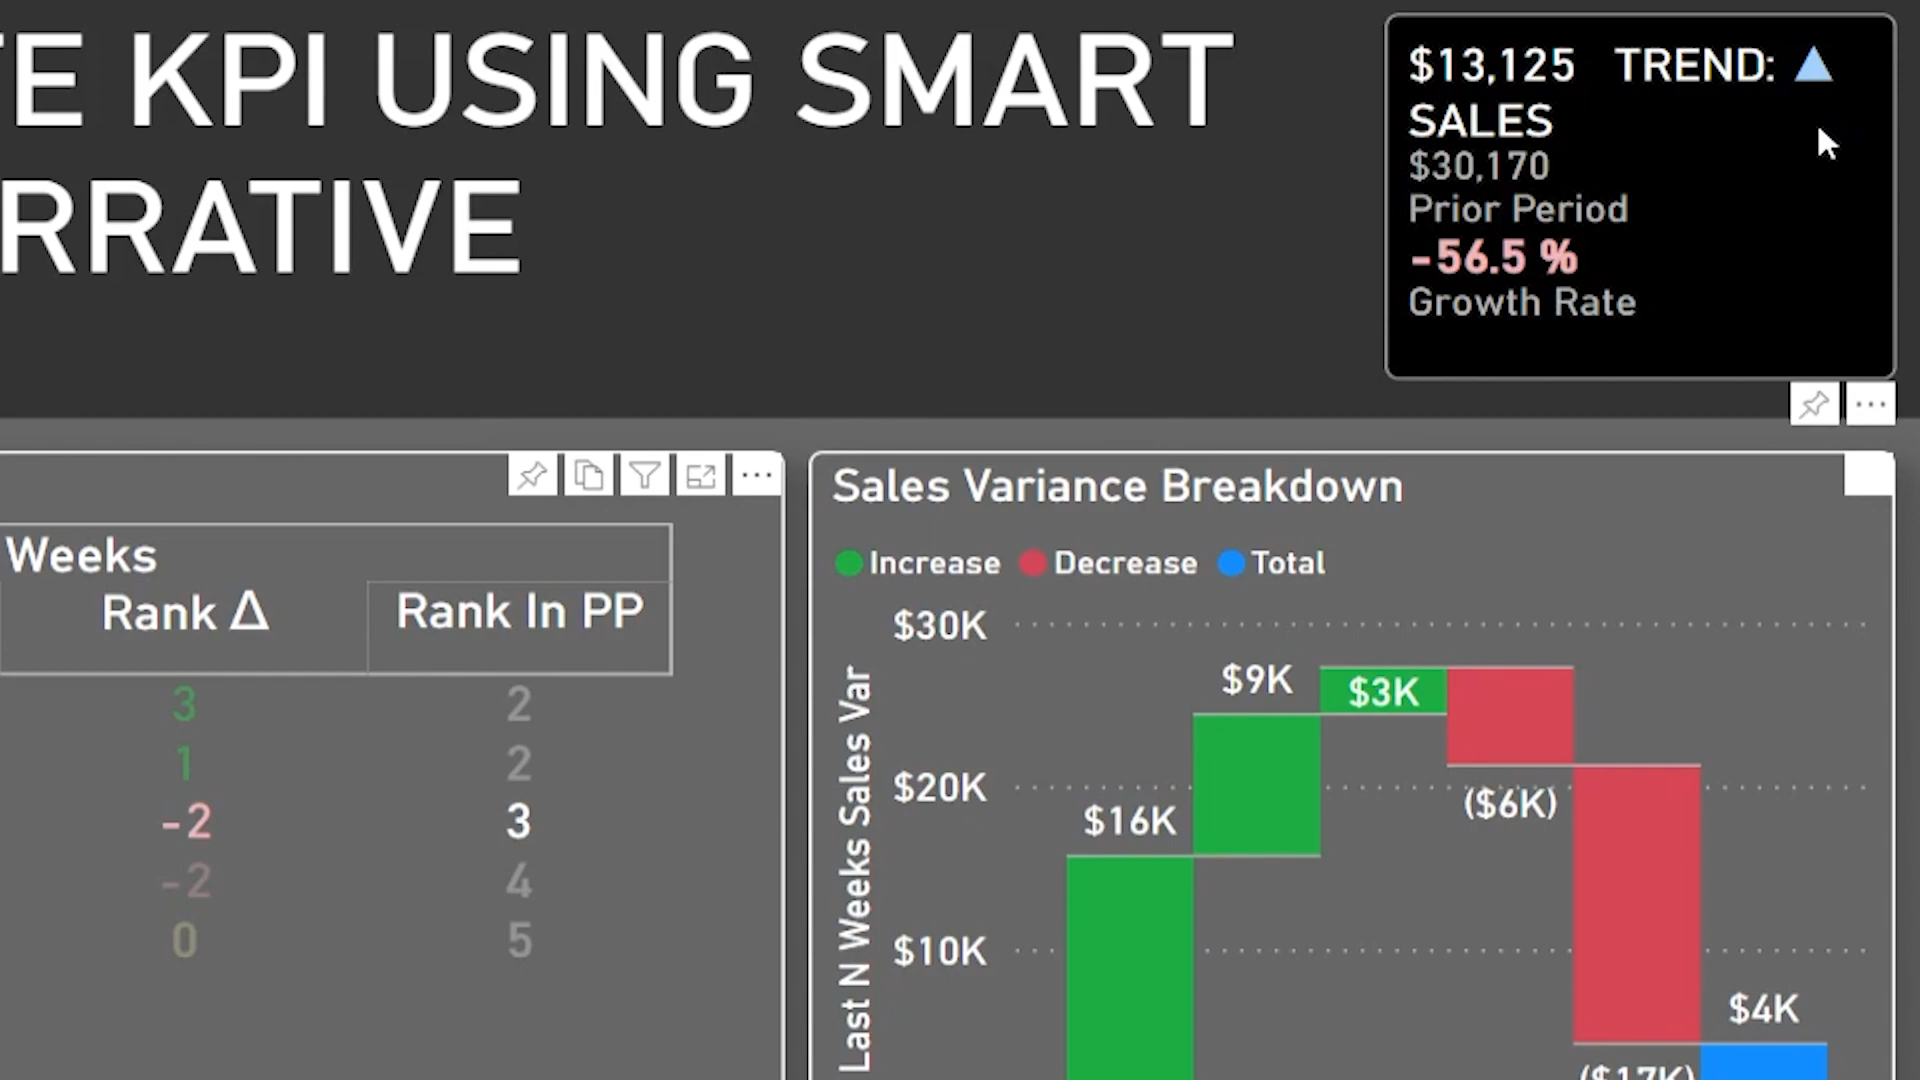 TE KPI USING SMART
RRATIVE
$13,125 TREND:
SALES
$30,170
Prior Period
-56.5 %
Growth Rate
Weeks
Rank Δ Rank In PP
3 2
1 2
-2 3
-2 4
0 5
Sales Variance Breakdown
Increase Decrease Total
Last N Weeks Sales Var
$30K
$20K
$10K
$16K
$9K
$3K
($6K)
($17K)
$4K